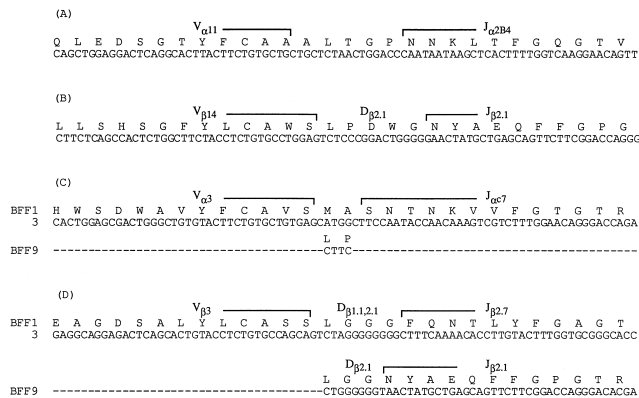 (A)
Vα11 Jα2B4
Q L E D S G T Y F C A A L T G P N N K L T F G Q G T V
CAGCTGGAGGACTCAGGCACTTACTTCTGTGCTGCTGCTCTAACTGGACCCAATAATAAGCTCACTTTTGGTCAAGGAACAGTT
(B)
Vβ14 Dβ2.1 Jβ2.1
L L S H S G F Y L C A W S L P D W G N Y A E Q F F G P G
CTTCTCAGCCACTCTGGCTTCTACCTCTGTGCCTGGAGTCTCCCGGACTGGGGGAACTATGCTGAGCAGTTCTTCGGACCAGGG
(C)
Vα3 Jαc7
BFF1 H W S D W A V Y F C A V S M A S N T N K V V F G T G T R
3 CACTGGAGCGACTGGGCTGTGTACTTCTGTGCTGTGAGCATGGCTTCCAATACCAACAAAGTCGTCTTTGGAACAGGGACCAGA
L P
BFF9 ------------------------------------CTTC------------------------------------------
(D)
Vβ3 Dβ1.1,2.1 Jβ2.7
BFF1 E A G D S A L Y L C A S S L G G G F Q N T L Y F G A G T
3 GAGGCAGGAGACTCAGCACTGTACCTCTGTGCCAGCAGTCTAGGGGGGGGCTTTCAAAACACCTTGTACTTTGGTGCGGGCACC
Dβ2.1 Jβ2.1
L G G N Y A E Q F F G P G T R
BFF9 ------------------------------------CTGGGGGGTAACTATGCTGAGCAGTTCTTCGGACCAGGGACACGA